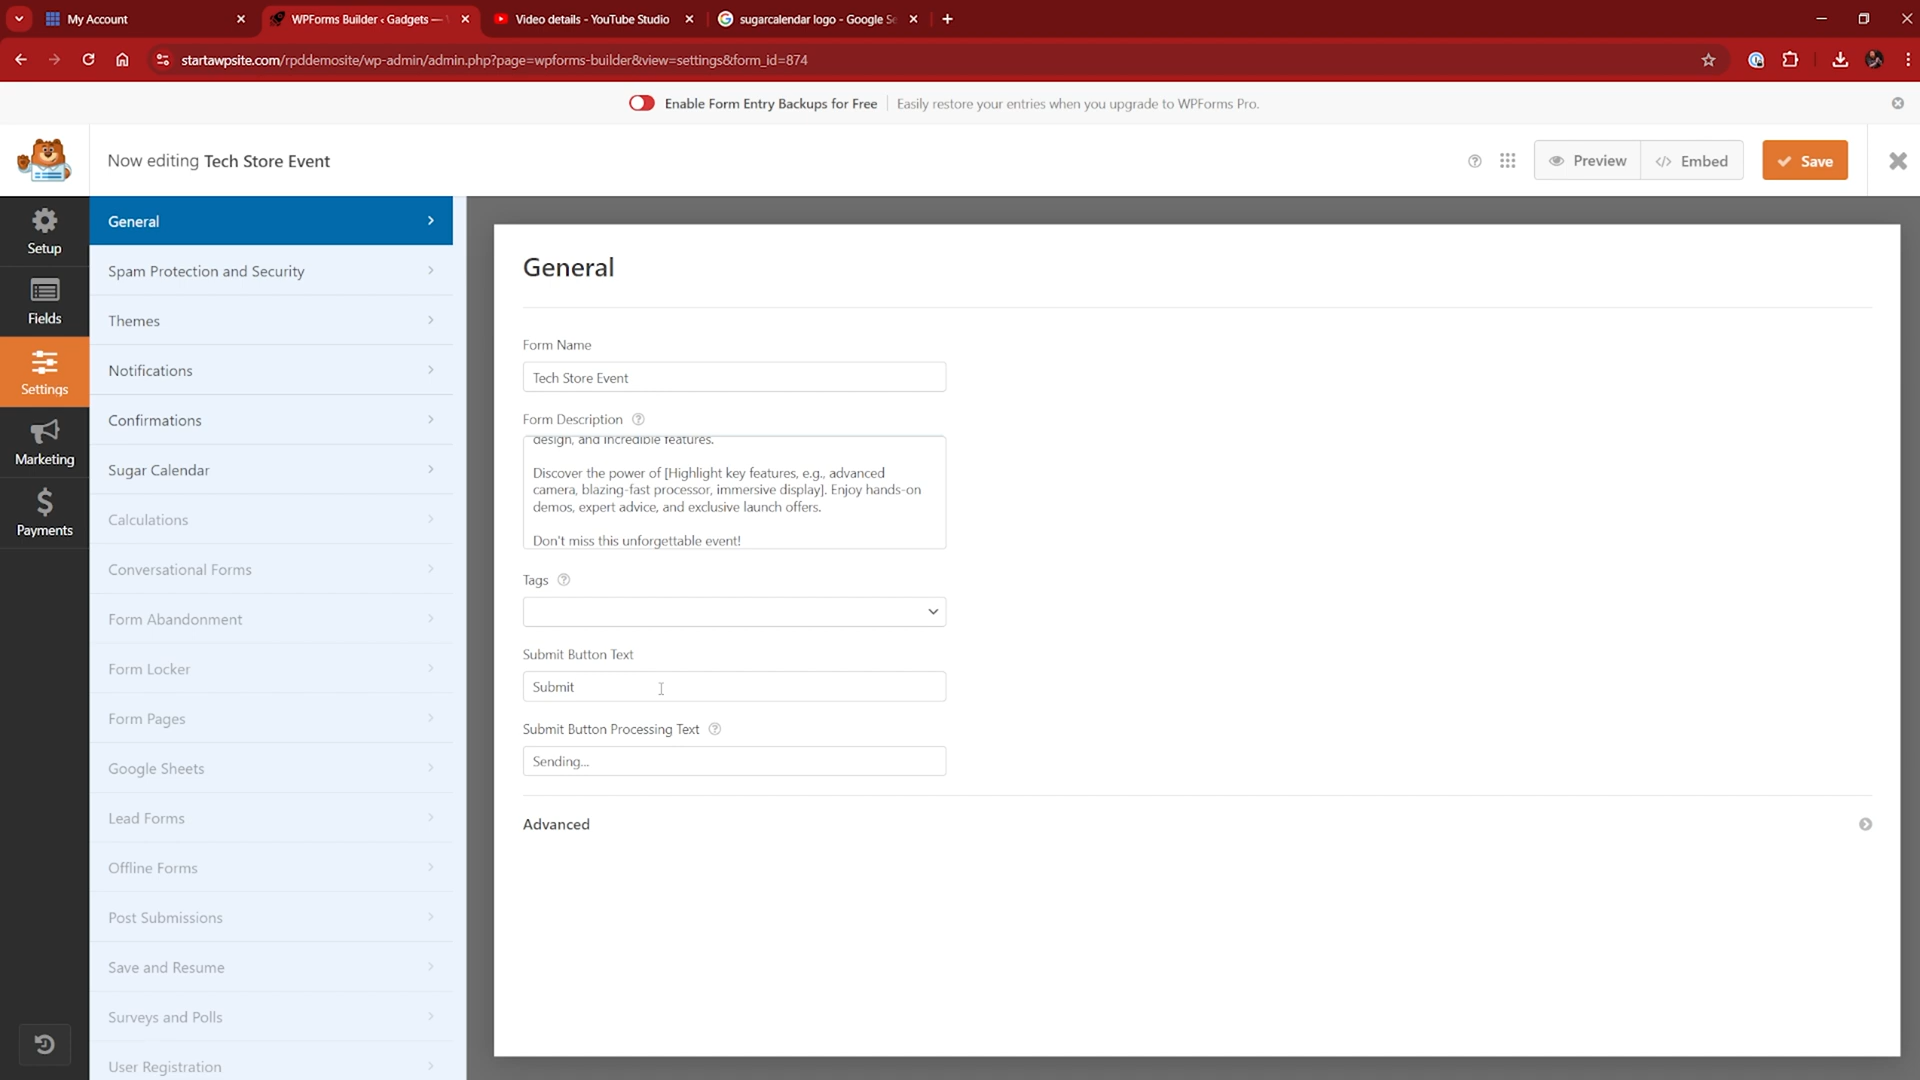 My Account
WPForms Builder ‹ Gadgets —
Video details - YouTube Studio
sugarcalendar logo - Google Se
startawpsite.com/rpddemosite/wp-admin/admin.php?page=wpforms-builder&view=settings&form_id=874
Enable Form Entry Backups for Free
Easily restore your entries when you upgrade to WPForms Pro.
Now editing Tech Store Event
Preview
Embed
Save
Setup
Fields
Settings
Marketing
Payments
General
Spam Protection and Security
Themes
Notifications
Confirmations
Sugar Calendar
Calculations
Conversational Forms
Form Abandonment
Form Locker
Form Pages
Google Sheets
Lead Forms
Offline Forms
Post Submissions
Save and Resume
Surveys and Polls
User Registration
General
Form Name
Tech Store Event
Form Description
design, and incredible features.
Discover the power of [Highlight key features, e.g., advanced
camera, blazing-fast processor, immersive display]. Enjoy hands-on
demos, expert advice, and exclusive launch offers.
Don't miss this unforgettable event!
Tags
Submit Button Text
Submit
Submit Button Processing Text
Sending...
Advanced